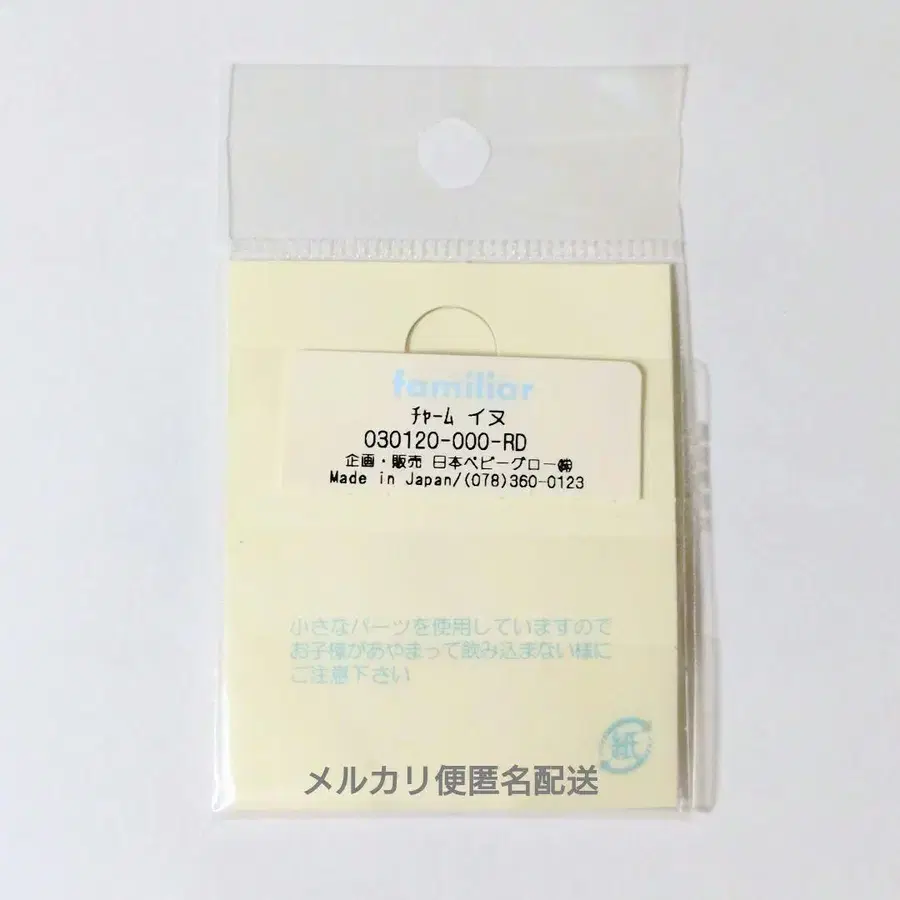 familiar
ﾁｬｰﾑ イヌ
030120-000-RD
企画・販売 日本ベビーグロー㈱
Made in Japan/(078)360-0123
小さなパーツを使用していますので
お子様があやまって飲み込まない様に
ご注意下さい
紙
メルカリ便匿名配送